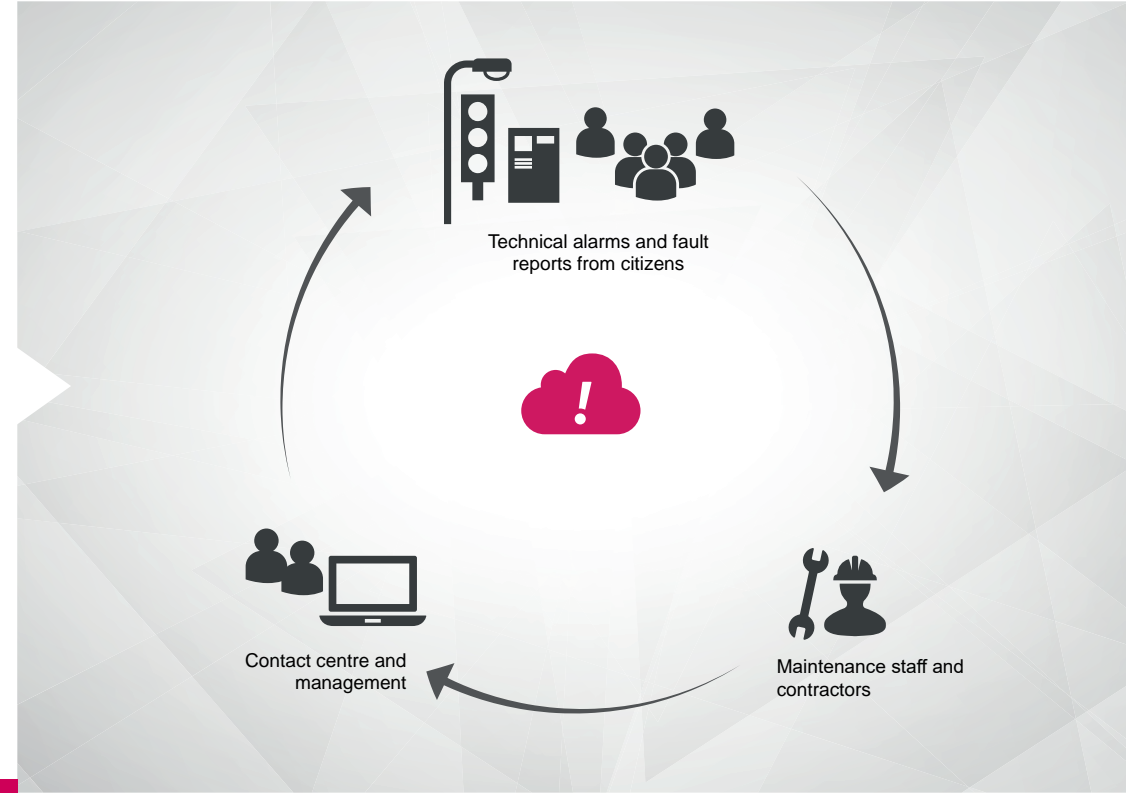 Technical alarms and fault
reports from citizens
!
Contact centre and
management
Maintenance staff and
contractors